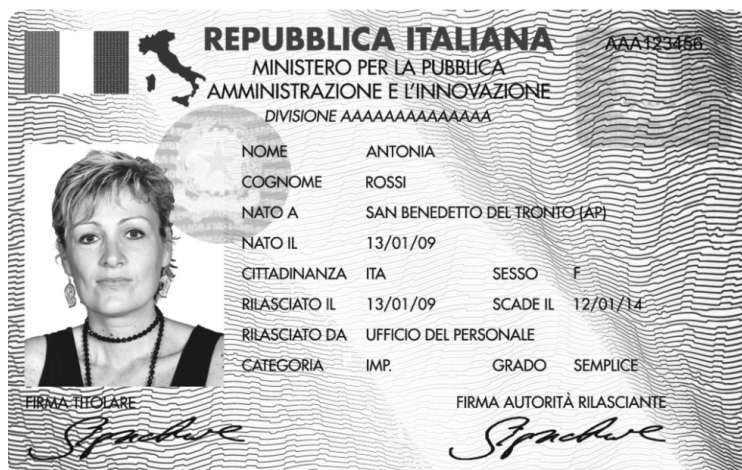 REPUBBLICA ITALIANA
AAA123456
MINISTERO PER LA PUBBLICA
AMMINISTRAZIONE E L'INNOVAZIONE
DIVISIONE AAAAAAAAAAAAAA
NOME ANTONIA
COGNOME ROSSI
NATO A SAN BENEDETTO DEL TRONTO (AP)
NATO IL 13/01/09
CITTADINANZA ITA SESSO F
RILASCIATO IL 13/01/09 SCADE IL 12/01/14
RILASCIATO DA UFFICIO DEL PERSONALE
CATEGORIA IMP. GRADO SEMPLICE
FIRMA TITOLARE FIRMA AUTORITÀ RILASCIANTE
Signature Signature